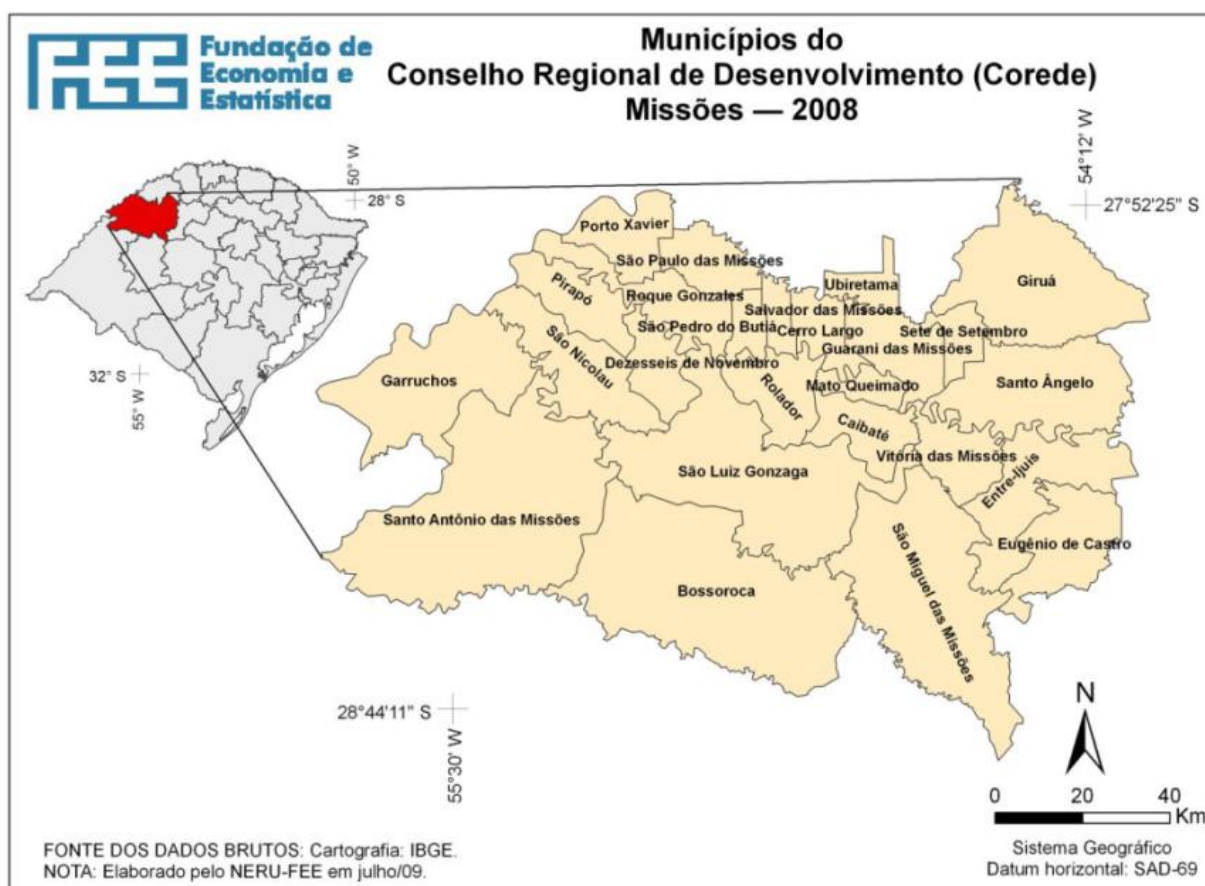 FEE
Fundação de
Economia e
Estatística
Municípios do
Conselho Regional de Desenvolvimento (Corede)
Missões — 2008
50° W
28° S
32° S
55° W
54°12' W
27°52'25" S
Porto Xavier
São Paulo das Missões
Pirapó
Roque Gonzales
Ubiretama
Giruá
Salvador das Missões
São Pedro do Butiá
Cerro Largo
Sete de Setembro
Guarani das Missões
Dezesseis de Novembro
São Nicolau
Garruchos
Rolador
Mato Queimado
Santo Ângelo
Caibaté
Vitória das Missões
São Luiz Gonzaga
Entre-Ijuis
Santo Antônio das Missões
Eugênio de Castro
Bossoroca
São Miguel das Missões
28°44'11" S
55°30' W
N
0 20 40
Km
Sistema Geográfico
Datum horizontal: SAD-69
FONTE DOS DADOS BRUTOS: Cartografia: IBGE.
NOTA: Elaborado pelo NERU-FEE em julho/09.